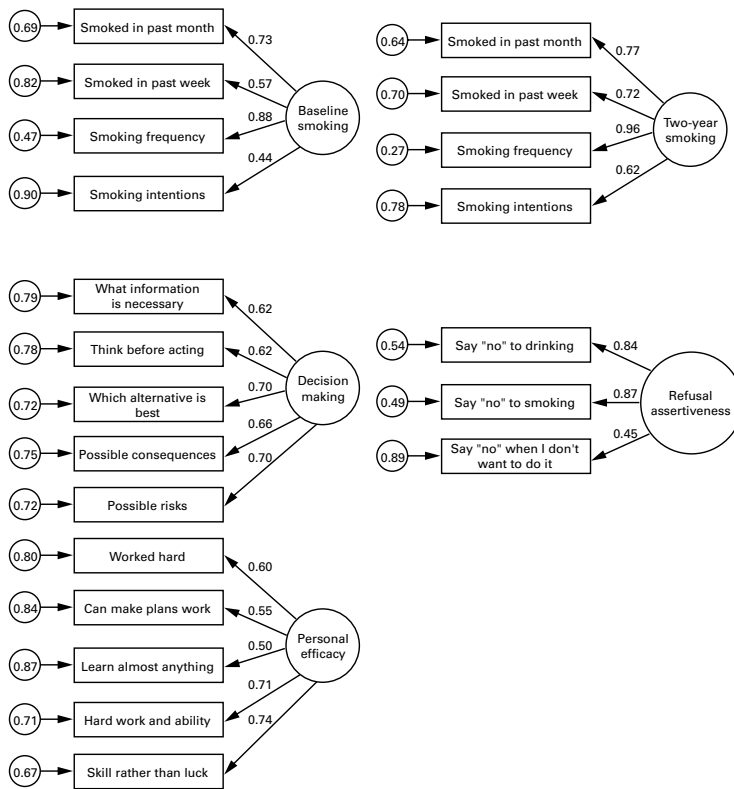 0.69
Smoked in past month
0.73
0.82
Smoked in past week
0.57
0.47
Smoking frequency
0.88
0.90
Smoking intentions
0.44
Baseline
smoking
0.64
Smoked in past month
0.77
0.70
Smoked in past week
0.72
0.27
Smoking frequency
0.96
0.78
Smoking intentions
0.62
Two-year
smoking
0.79
What information
is necessary
0.62
0.78
Think before acting
0.62
0.72
Which alternative is
best
0.70
0.75
Possible consequences
0.66
0.72
Possible risks
0.70
Decision
making
0.54
Say "no" to drinking
0.84
0.49
Say "no" to smoking
0.87
0.89
Say "no" when I don't
want to do it
0.45
Refusal
assertiveness
0.80
Worked hard
0.60
0.84
Can make plans work
0.55
0.87
Learn almost anything
0.50
0.71
Hard work and ability
0.71
0.67
Skill rather than luck
0.74
Personal
efficacy